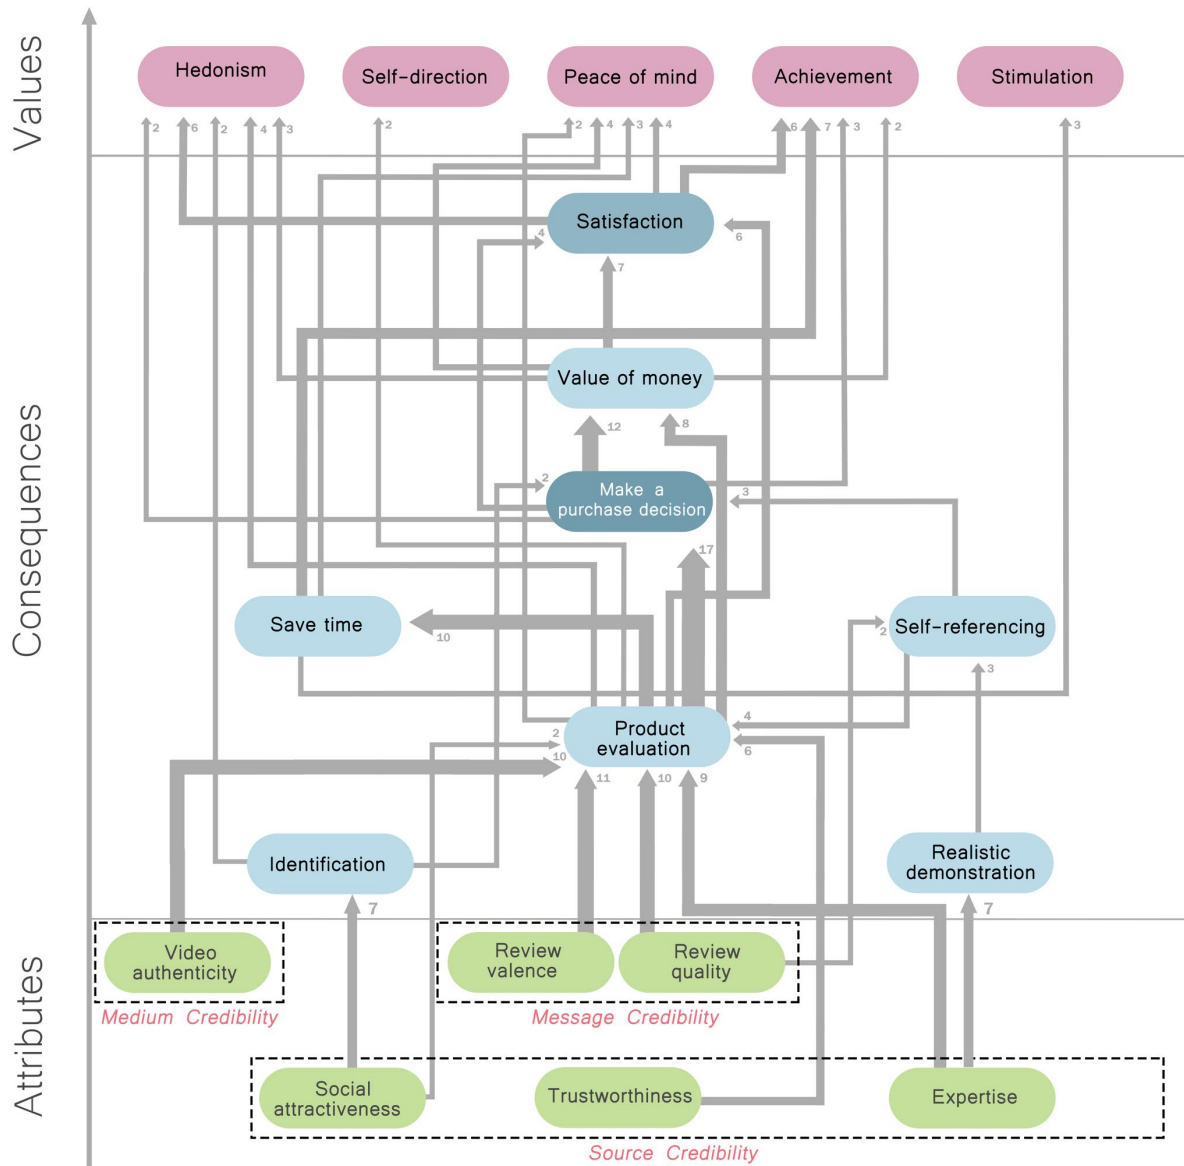 Values
Hedonism
Self-direction
Peace of mind
Achievement
Stimulation
2
6
2
4
3
2
2
4
3
4
6
7
3
2
3
Satisfaction
4
6
7
Consequences
Value of money
12
8
2
Make a
purchase decision
3
17
Save time
10
Self-referencing
2
3
Product
evaluation
2
10
4
6
11
10
9
Identification
Realistic
demonstration
7
7
Attributes
Video
authenticity
Review
valence
Review
quality
Medium Credibility
Message Credibility
Social
attractiveness
Trustworthiness
Expertise
Source Credibility